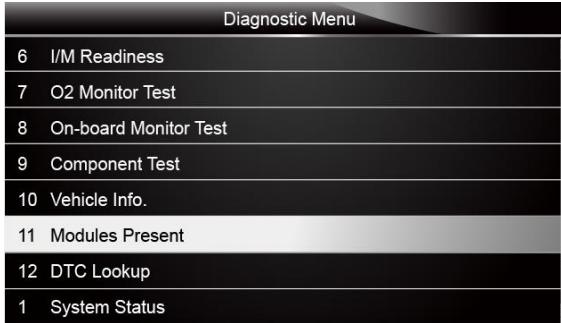 Diagnostic Menu
6 I/M Readiness
7 O2 Monitor Test
8 On-board Monitor Test
9 Component Test
10 Vehicle Info.
11 Modules Present
12 DTC Lookup
1 System Status